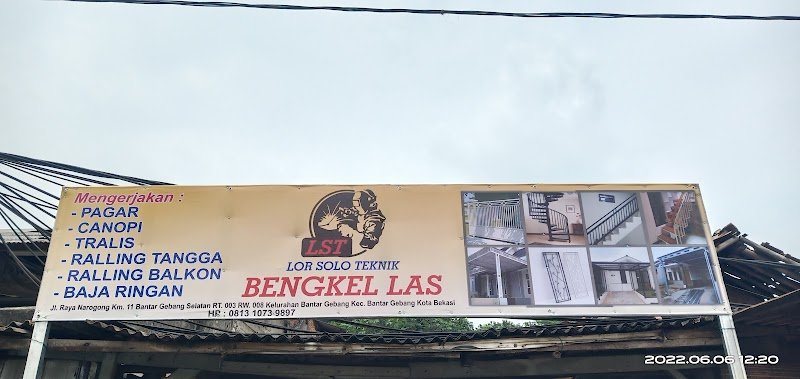 Mengerjakan :
- PAGAR
- CANOPI
- TRALIS
- RALLING TANGGA
- RALLING BALKON
- BAJA RINGAN
LST
LOR SOLO TEKNIK
BENGKEL LAS
Jl. Raya Narogong Km. 11 Bantar Gebang Selatan RT. 003 RW. 008 Kelurahan Bantar Gebang Kec. Bantar Gebang Kota Bekasi
HP : 0813 1073-9897
2022.06.06 12:20